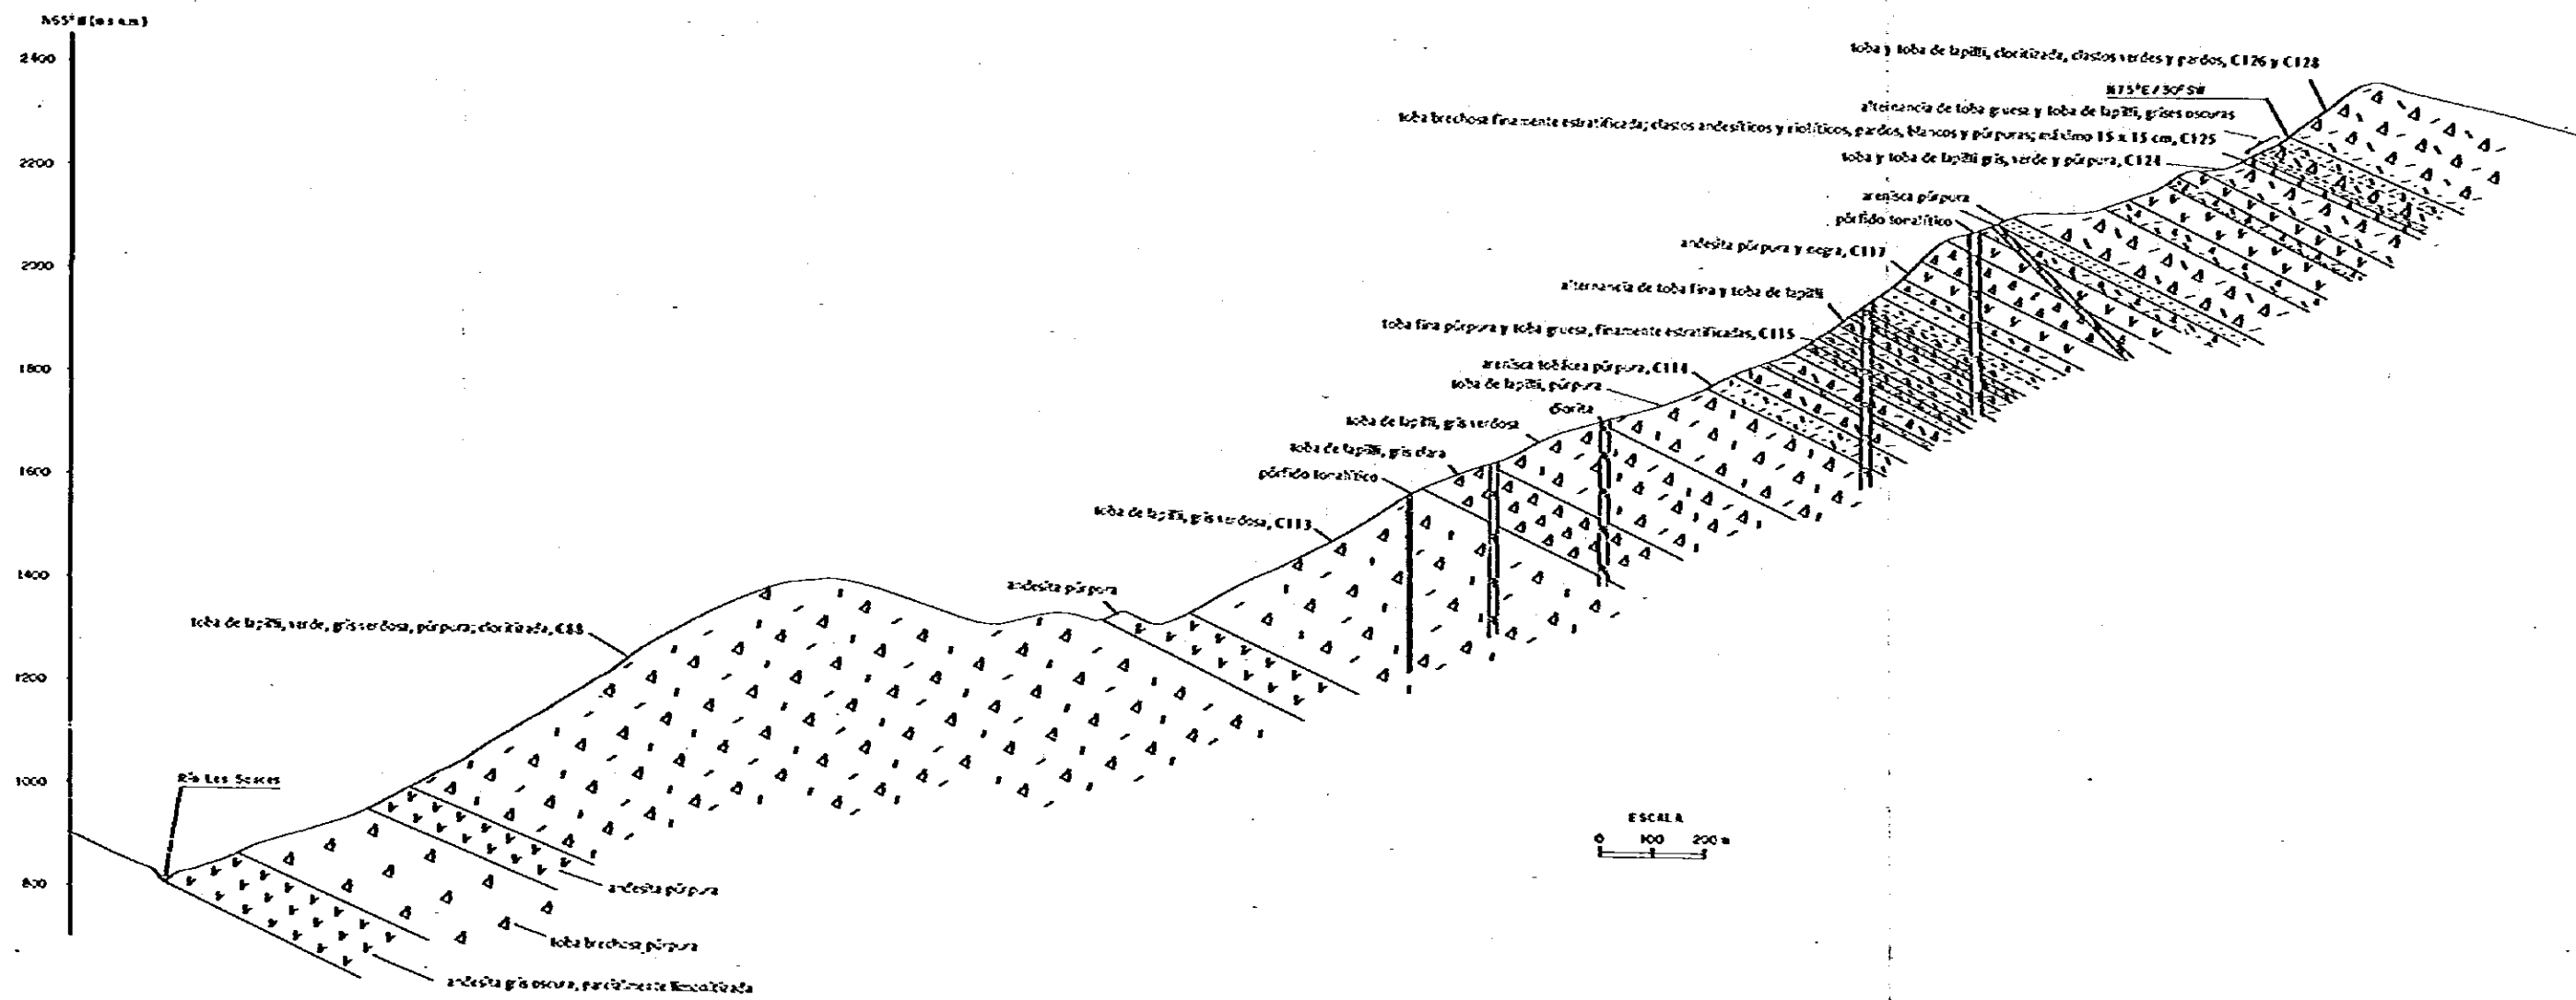 N55°W (m s.n.m)
2400
2200
2000
1800
1600
1400
1200
1000
800
toba y toba de lapilli, cloritizada, clastos verdes y pardos, C126 y C128
N75°E / 30° SW
alternancia de toba gruesa y toba de lapilli, grises oscuras
toba brechosa finamente estratificada; clastos andesíticos y riolíticos, pardos, blancos y púrpuras; máximo 15 x 15 cm, C125
toba y toba de lapilli gris, verde y púrpura, C124
arenisca púrpura
pórfido tonalítico
andesita púrpura y negra, C117
alternancia de toba fina y toba de lapilli
toba fina púrpura y toba gruesa, finamente estratificadas, C115
arenisca tobácea púrpura, C114
toba de lapilli, púrpura
diorita
toba de lapilli, gris verdosa
toba de lapilli, gris clara
pórfido tonalítico
toba de lapilli, gris verdosa, C113
andesita púrpura
toba de lapilli, verde, gris verdosa, púrpura; cloritizada, C88
Río Los Sauces
andesita púrpura
toba brechosa púrpura
andesita gris oscura, parcialmente limonitizada
ESCALA
0 100 200 m